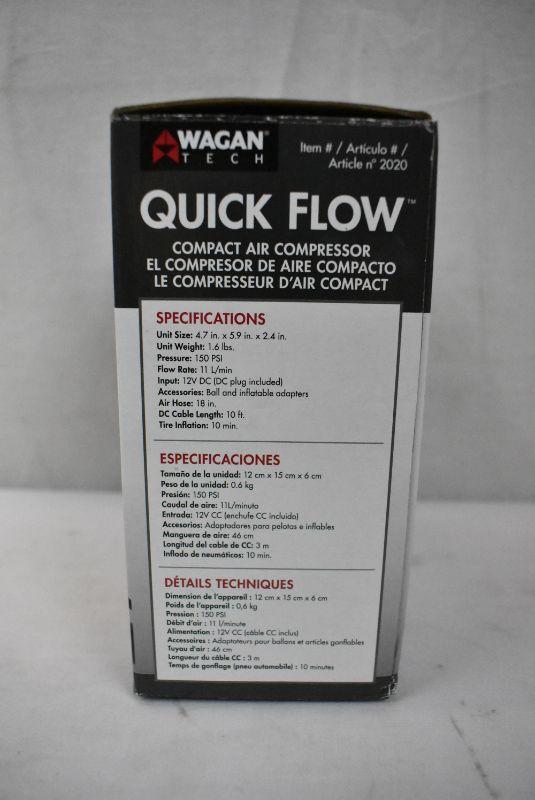 WAGAN®
TECH
Item # / Artículo # /
Article nº 2020
QUICK FLOW™
COMPACT AIR COMPRESSOR
EL COMPRESOR DE AIRE COMPACTO
LE COMPRESSEUR D'AIR COMPACT
SPECIFICATIONS
Unit Size: 4.7 in. x 5.9 in. x 2.4 in.
Unit Weight: 1.6 lbs.
Pressure: 150 PSI
Flow Rate: 11 L/min
Input: 12V DC (DC plug included)
Accessories: Ball and inflatable adapters
Air Hose: 18 in.
DC Cable Length: 10 ft.
Tire Inflation: 10 min.
ESPECIFICACIONES
Tamaño de la unidad: 12 cm x 15 cm x 6 cm
Peso de la unidad: 0.6 kg
Presión: 150 PSI
Caudal de aire: 11L/minuto
Entrada: 12V CC (enchufe CC incluido)
Accesorios: Adaptadores para pelotas e inflables
Manguera de aire: 46 cm
Longitud del cable de CC: 3 m
Inflado de neumáticos: 10 min.
DÉTAILS TECHNIQUES
Dimension de l'appareil : 12 cm x 15 cm x 6 cm
Poids de l'appareil : 0,6 kg
Pression : 150 PSI
Débit d'air : 11 L/minute
Alimentation : 12V CC (câble CC inclus)
Accessoires : Adaptateurs pour ballons et articles gonflables
Tuyau d'air : 46 cm
Longueur du câble CC : 3 m
Temps de gonflage (pneu automobile) : 10 minutes